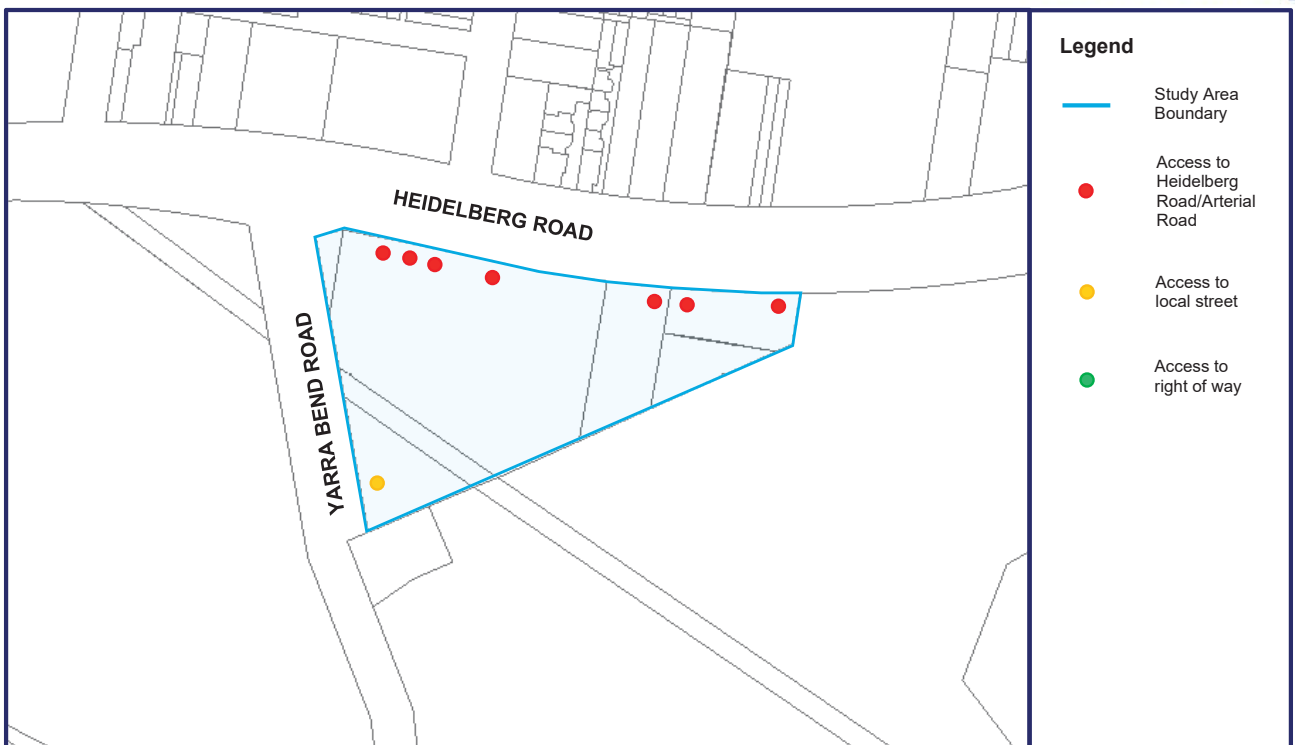 HEIDELBERG ROAD
YARRA BEND ROAD
Legend
Study Area
Boundary
Access to
Heidelberg
Road/Arterial
Road
Access to
local street
Access to
right of way